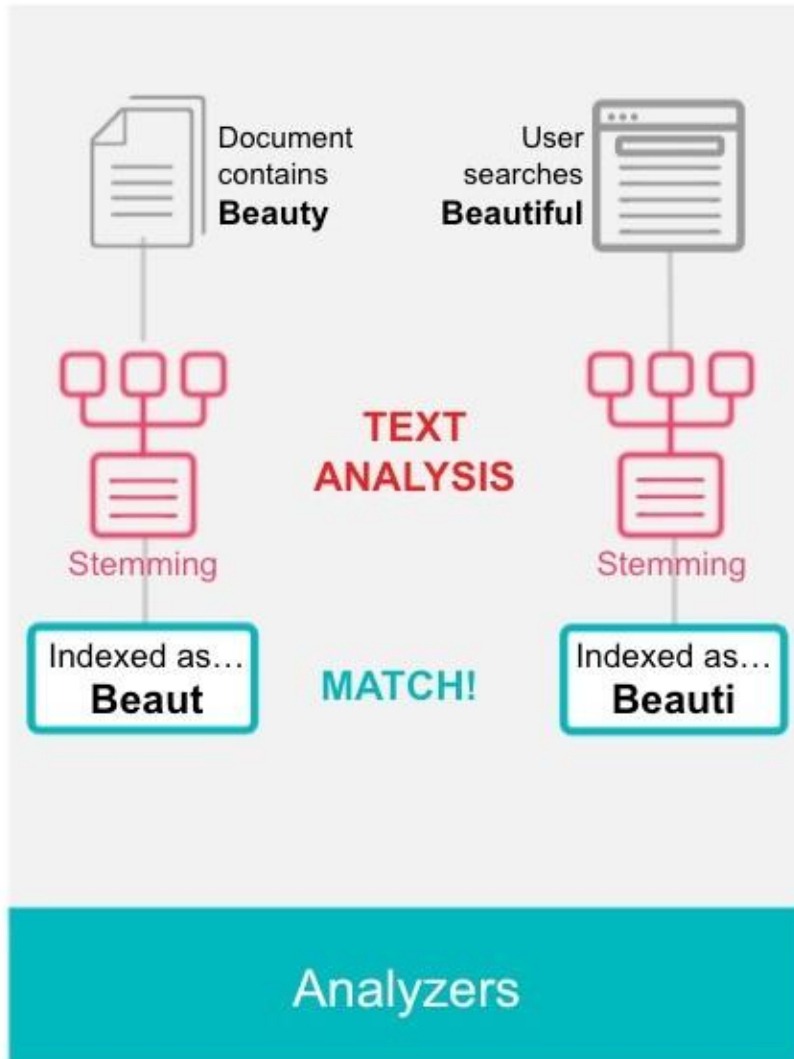 Document
contains
Beauty
User
searches
Beautiful
TEXT
ANALYSIS
Stemming
Stemming
Indexed as…
Beaut
MATCH!
Indexed as…
Beauti
Analyzers